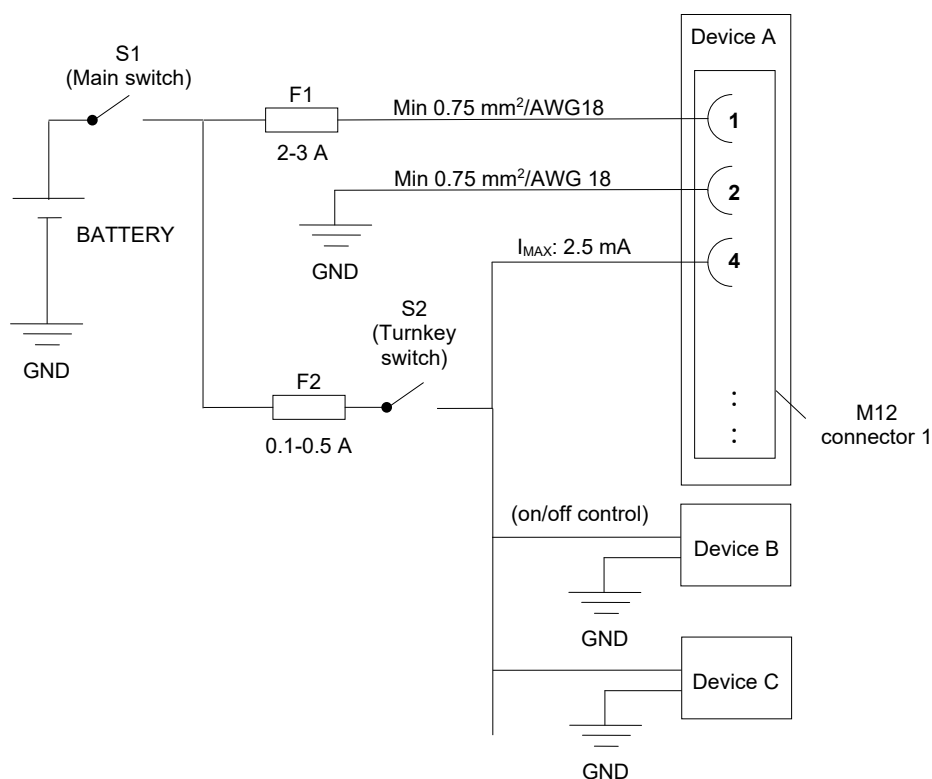 Device A
S1
(Main switch)
F1
Min 0.75 mm²/AWG18
1
2-3 A
Min 0.75 mm²/AWG 18
2
BATTERY
GND
I_MAX: 2.5 mA
4
S2
(Turnkey
switch)
GND
F2
0.1-0.5 A
M12
connector 1
(on/off control)
Device B
GND
Device C
GND